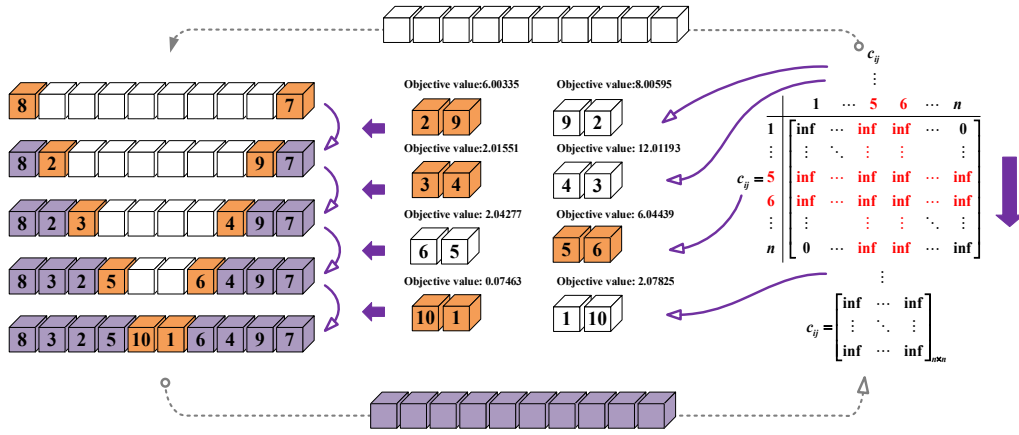 c_ij
⋮
1 ⋯ 5 6 ⋯ n
1 inf ⋯ inf inf ⋯ 0
⋮ ⋮ ⋱ ⋮ ⋮ ⋮
c_ij = 5 inf ⋯ inf inf ⋯ inf
6 inf ⋯ inf inf ⋯ inf
⋮ ⋮ ⋮ ⋮ ⋱ ⋮
n 0 ⋯ inf inf ⋯ inf
⋮
inf ⋯ inf
c_ij = ⋮ ⋱ ⋮
inf ⋯ inf n×n
Objective value:6.00335
2 9
Objective value:8.00595
9 2
Objective value:2.01551
3 4
Objective value: 12.01193
4 3
Objective value: 2.04277
6 5
Objective value: 6.04439
5 6
Objective value: 0.07463
10 1
Objective value: 2.07825
1 10
8 7
8 2 9 7
8 2 3 4 9 7
8 3 2 5 6 4 9 7
8 3 2 5 10 1 6 4 9 7